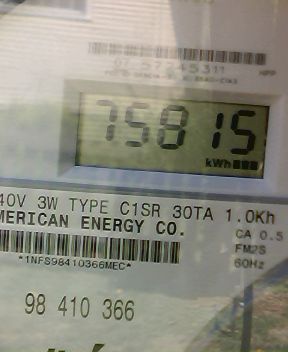 75815
kWh
40V 3W TYPE C1SR 30TA 1.0Kh
MERICAN ENERGY CO.
CA 0.5
FM2S
60Hz
*1NFS98410366MEC*
98 410 366